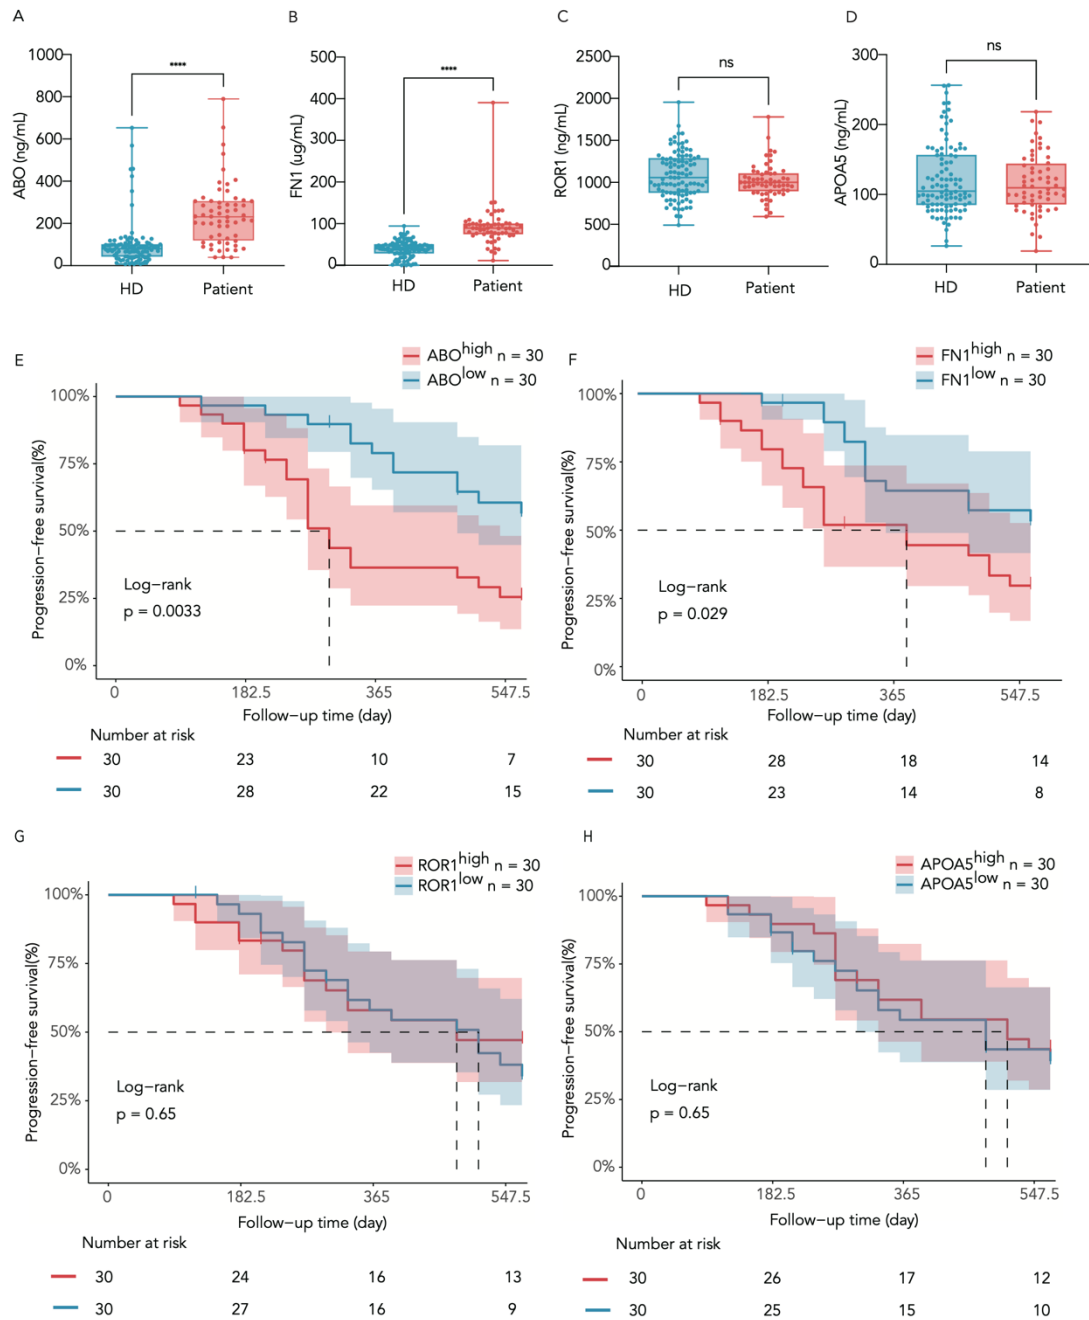 A
B
C
D
1000
800
600
400
200
0
ABO (ng/mL)
****
HD
Patient
500
400
300
200
100
0
FN1 (ug/mL)
****
HD
Patient
2500
2000
1500
1000
500
0
ROR1 (ng/mL)
ns
HD
Patient
300
200
100
0
APOA5 (ng/mL)
ns
HD
Patient
E
ABOhigh n = 30
ABOlow n = 30
100%
75%
50%
25%
0%
Progression–free survival(%)
Log–rank
p = 0.0033
0 182.5 365 547.5
Follow–up time (day)
Number at risk
30 23 10 7
30 28 22 15
F
FN1high n = 30
FN1low n = 30
100%
75%
50%
25%
0%
Progression–free survival(%)
Log–rank
p = 0.029
0 182.5 365 547.5
Follow–up time (day)
Number at risk
30 28 18 14
30 23 14 8
G
ROR1high n = 30
ROR1low n = 30
100%
75%
50%
25%
0%
Progression–free survival(%)
Log–rank
p = 0.65
0 182.5 365 547.5
Follow–up time (day)
Number at risk
30 24 16 13
30 27 16 9
H
APOA5high n = 30
APOA5low n = 30
100%
75%
50%
25%
0%
Progression–free survival(%)
Log–rank
p = 0.65
0 182.5 365 547.5
Follow–up time (day)
Number at risk
30 26 17 12
30 25 15 10